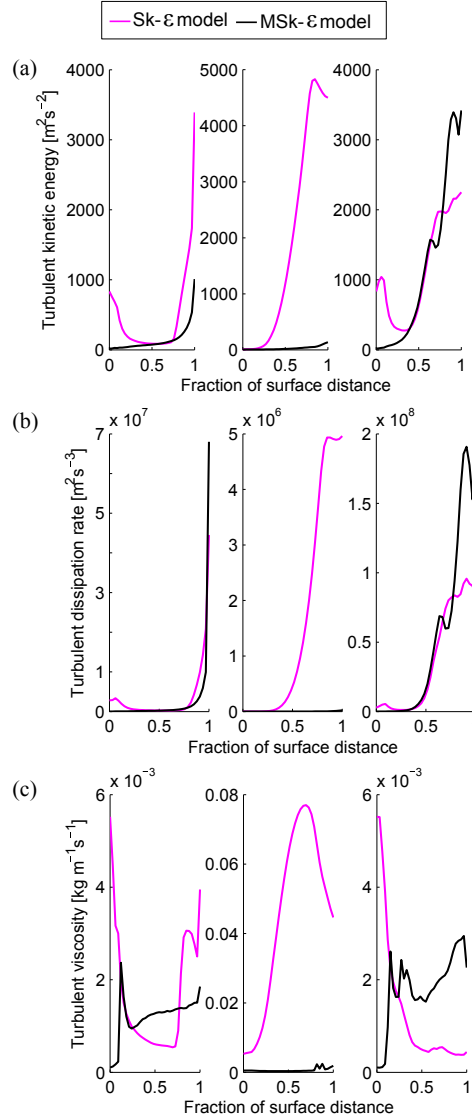 Sk-ε model MSk-ε model
(a)
Turbulent kinetic energy [m²s⁻²]
4000 5000 4000
3000 4000 3000
2000 3000 2000
1000 2000 1000
0 1000 0
0
0 0.5 1 0 0.5 1 0 0.5 1
Fraction of surface distance
(b)
Turbulent dissipation rate [m²s⁻³]
x 10⁷ x 10⁶ x 10⁸
7 5 2
5 4 1.5
3 3 1
1 2 0.5
1
0 0
0 0.5 1 0 0.5 1 0 0.5
Fraction of surface distance
(c)
Turbulent viscosity [kg m⁻¹s⁻¹]
x 10⁻³ x 10⁻³
6 0.08 6
4 0.06 4
0.04
2 0.02 2
0 0 0
0 0.5 1 0 0.5 1 0 0.5 1
Fraction of surface distance